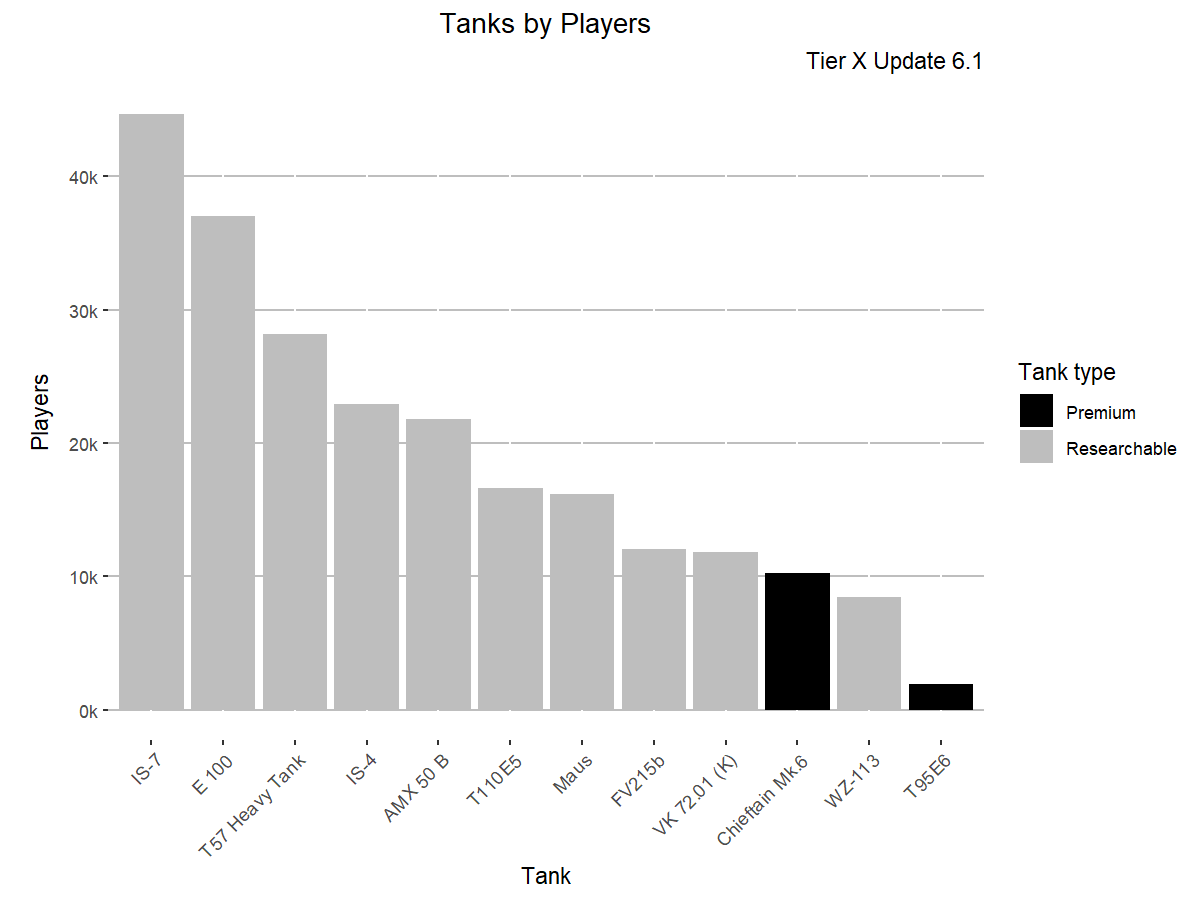 Tanks by Players
Tier X Update 6.1
Players
40k
30k
20k
10k
0k
IS-7
E 100
T57 Heavy Tank
IS-4
AMX 50 B
T110E5
Maus
FV215b
VK 72.01 (K)
Chieftain Mk.6
WZ-113
T95E6
Tank
Tank type
Premium
Researchable